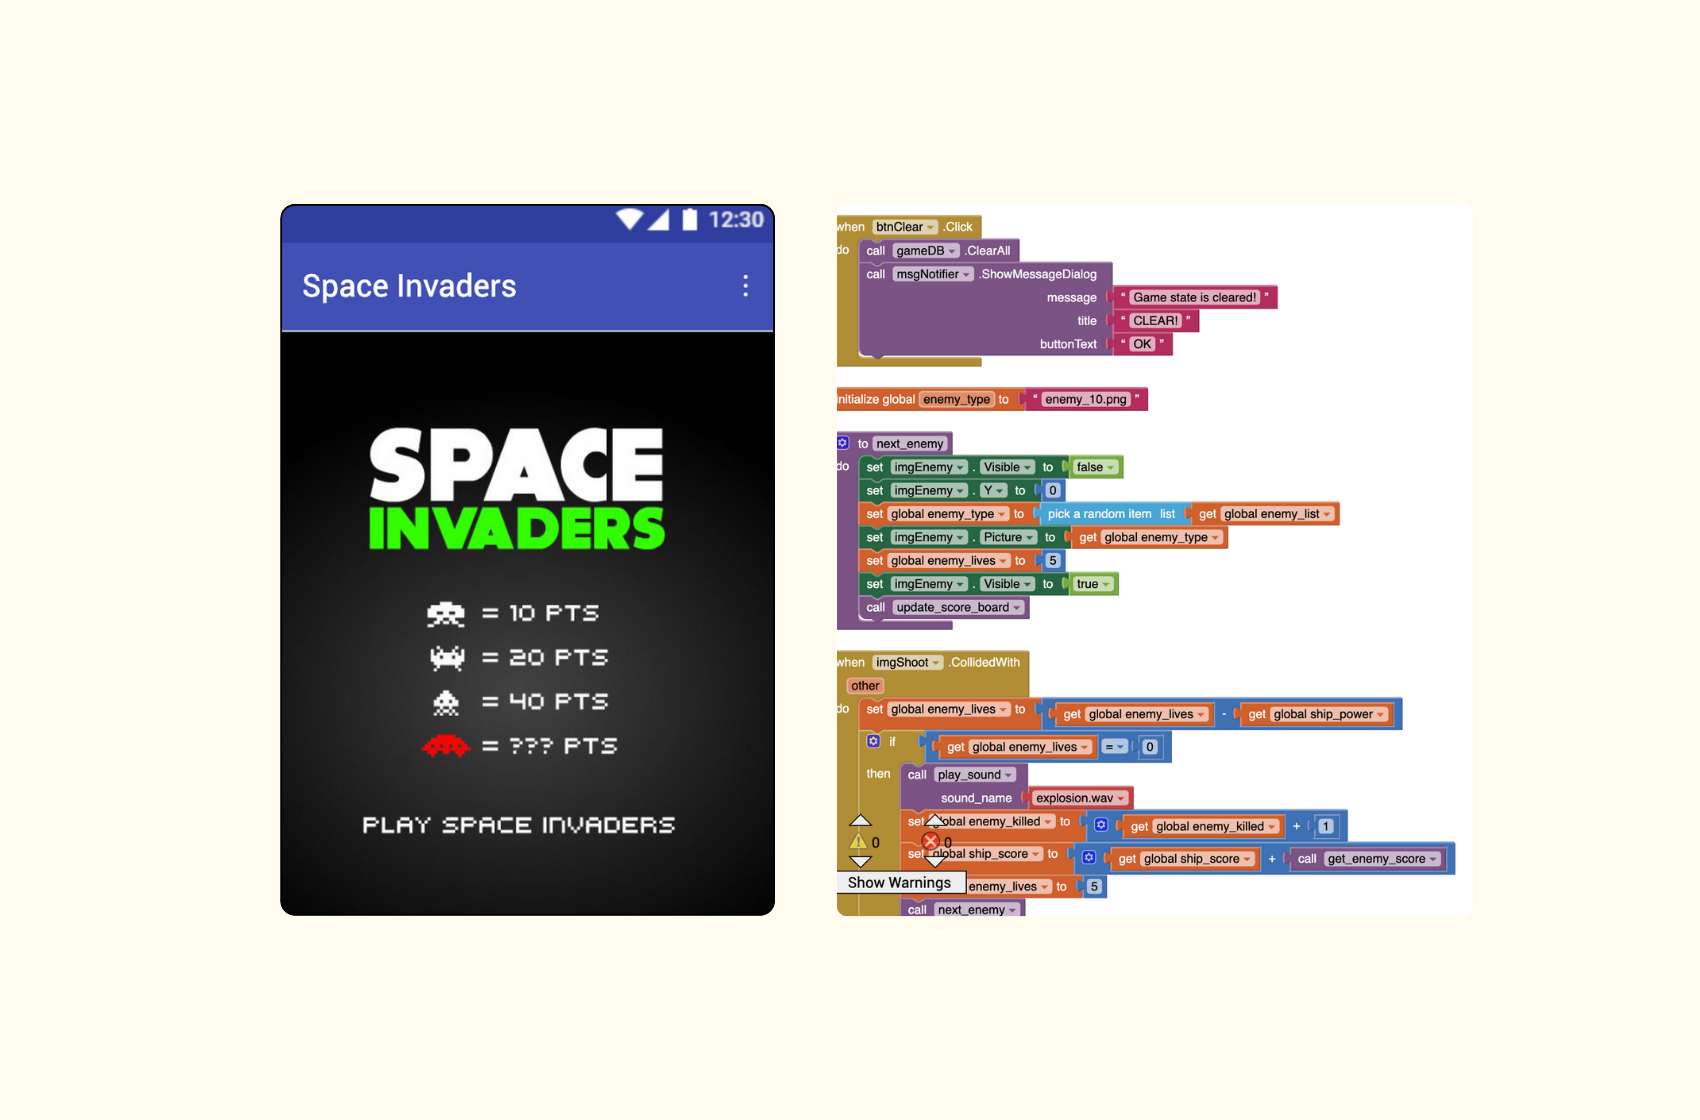 12:30
Space Invaders
SPACE
INVADERS
= 10 PTS
= 20 PTS
= 40 PTS
= ??? PTS
PLAY SPACE INVADERS
when btnClear .Click
do call gameDB .ClearAll
call msgNotifier .ShowMessageDialog
message “ Game state is cleared! ”
title “ CLEAR! ”
buttonText “ OK ”
initialize global enemy_type to “ enemy_10.png ”
to next_enemy
do set imgEnemy . Visible to false
set imgEnemy . Y to 0
set global enemy_type to pick a random item list get global enemy_list
set imgEnemy . Picture to get global enemy_type
set global enemy_lives to 5
set imgEnemy . Visible to true
call update_score_board
when imgShoot .CollidedWith
other
do set global enemy_lives to get global enemy_lives - get global ship_power
if get global enemy_lives = 0
then call play_sound
sound_name explosion.wav
set global enemy_killed to get global enemy_killed + 1
0 0
set global ship_score to get global ship_score + call get_enemy_score
Show Warnings enemy_lives to 5
call next_enemy